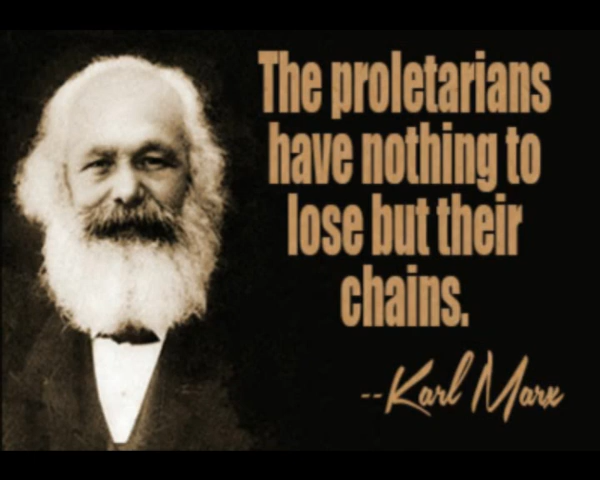 The proletarians
have nothing to
lose but their
chains.
--Karl Marx